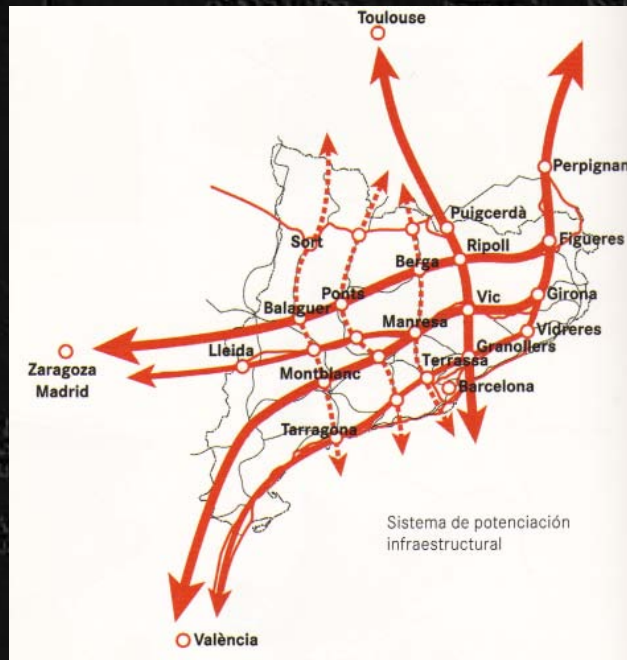 Toulouse
Perpignan
Puigcerdà
Figueres
Sort
Ripoll
Berga
Ponts
Vic
Girona
Balaguer
Manresa
Vidreres
Zaragoza
Madrid
Lleida
Terrassa
Granollers
Montblanc
Barcelona
Tarragona
Sistema de potenciación
infraestructural
València